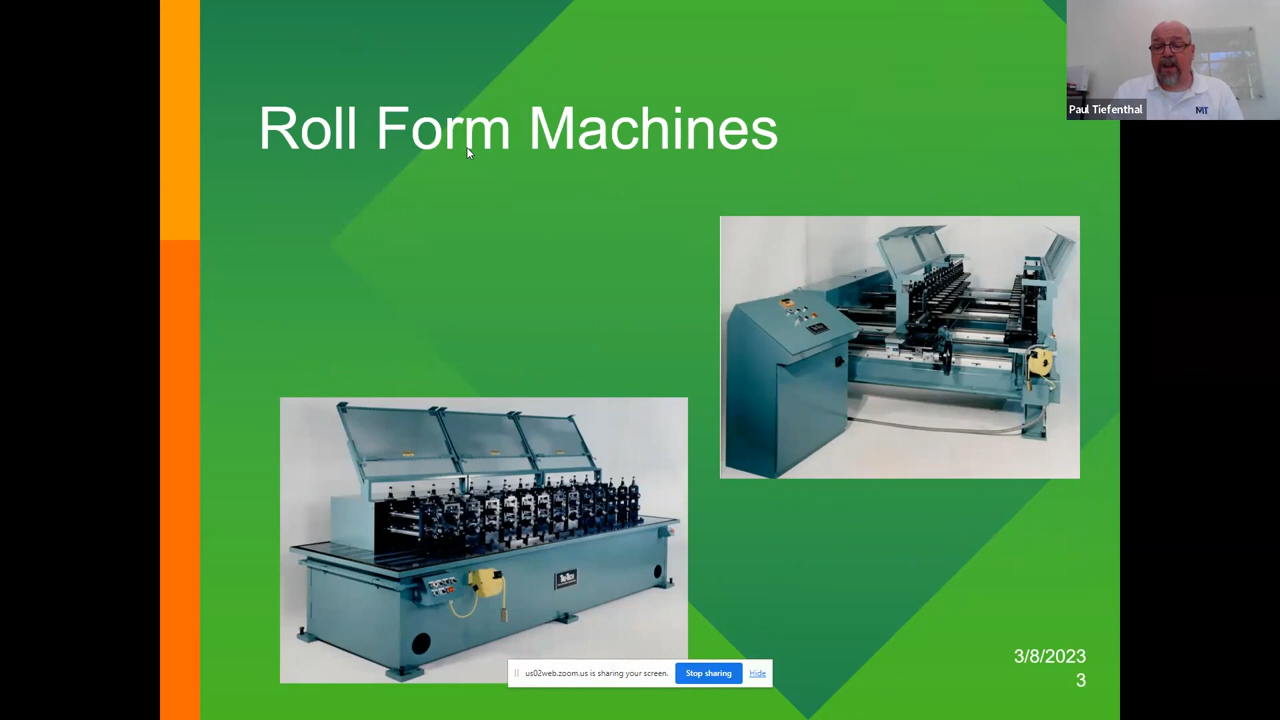 Roll Form Machines
Paul Tiefenthal
MT
us02web.zoom.us is sharing your screen.
Stop sharing
Hide
3/8/2023
3